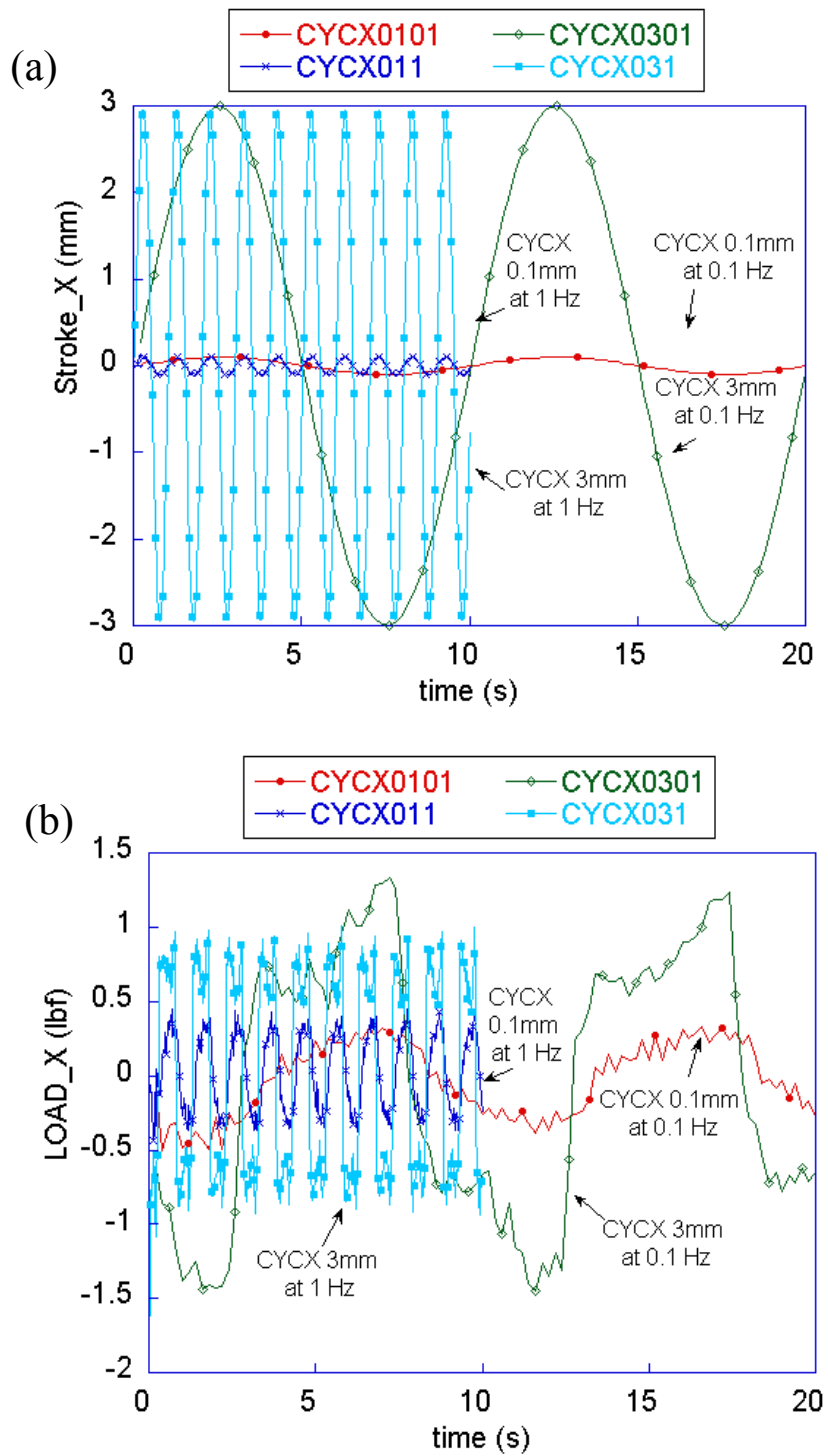 (a)
CYCX0101 CYCX0301
CYCX011 CYCX031
Stroke_X (mm)
3
2
1
0
-1
-2
-3
CYCX
0.1mm
at 1 Hz
CYCX 0.1mm
at 0.1 Hz
CYCX 3mm
at 0.1 Hz
CYCX 3mm
at 1 Hz
0 5 10 15 20
time (s)
(b)
CYCX0101 CYCX0301
CYCX011 CYCX031
LOAD_X (lbf)
1.5
1
0.5
0
-0.5
-1
-1.5
-2
CYCX
0.1mm
at 1 Hz
CYCX 0.1mm
at 0.1 Hz
CYCX 3mm
at 1 Hz
CYCX 3mm
at 0.1 Hz
0 5 10 15 20
time (s)